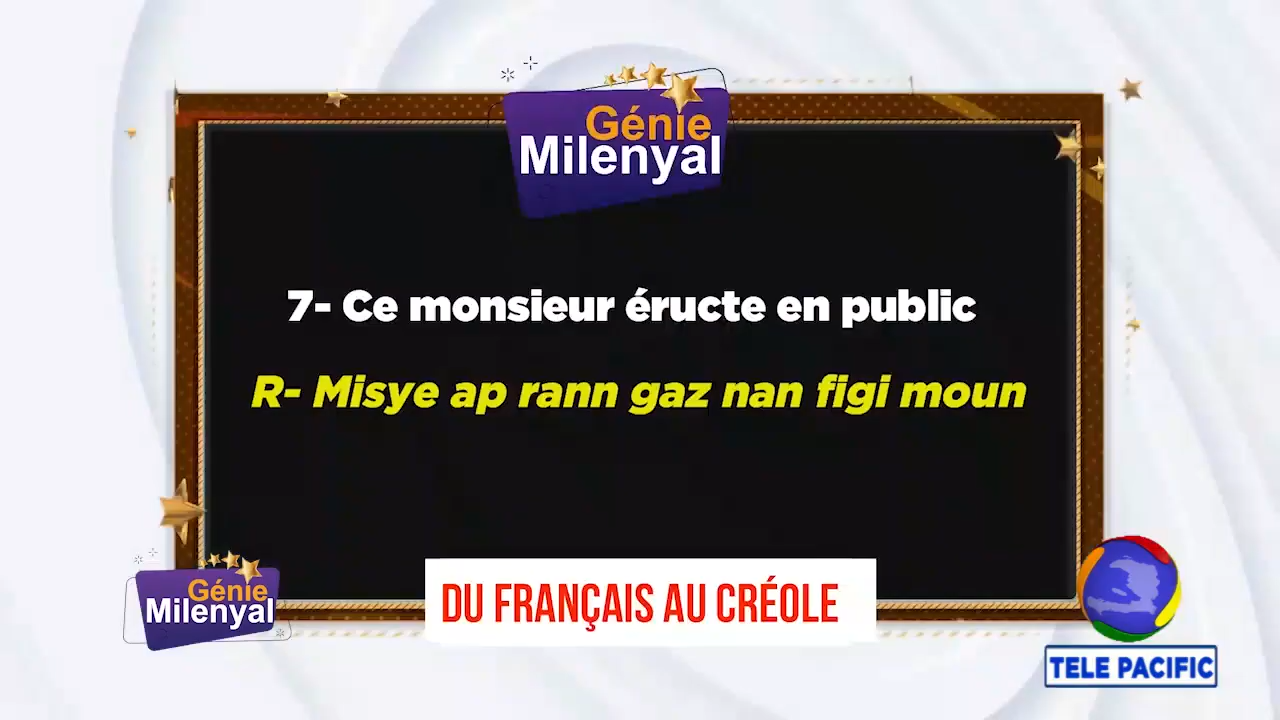 Génie
Milenyal
7- Ce monsieur éructe en public
R- Misye ap rann gaz nan figi moun
Génie
Milenyal
DU FRANÇAIS AU CRÉOLE
TELE PACIFIC